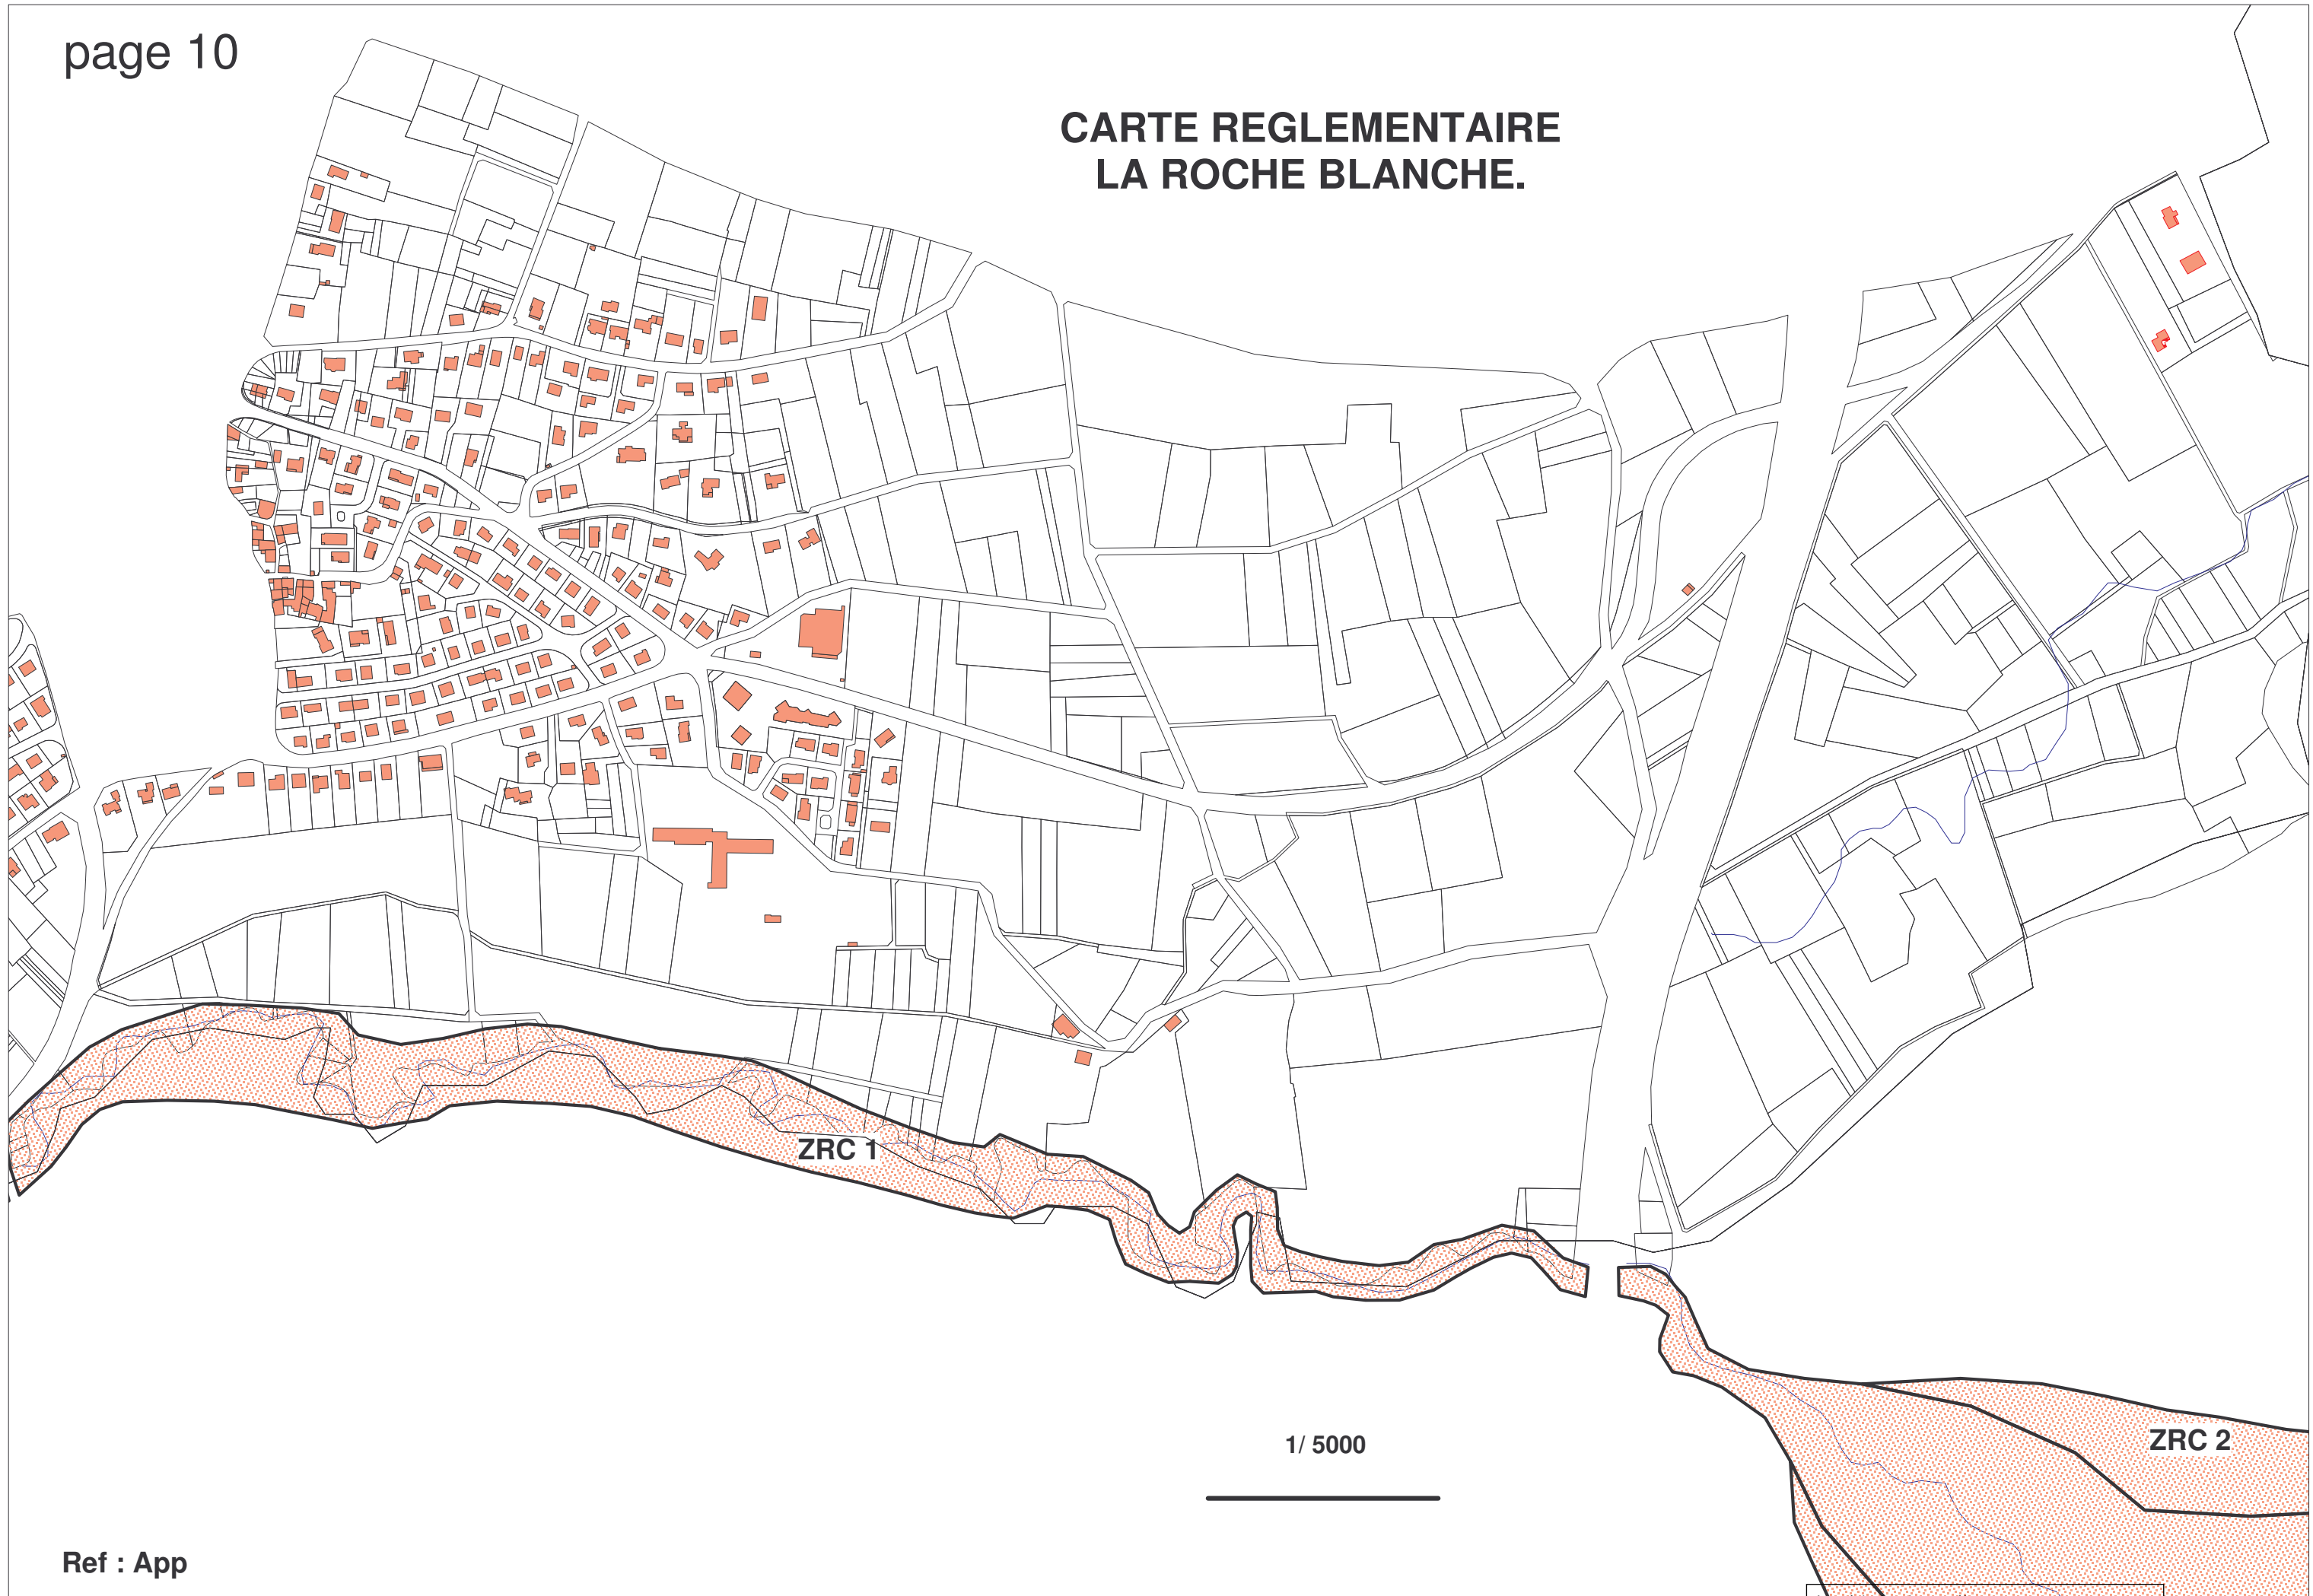 page 10
CARTE REGLEMENTAIRE
LA ROCHE BLANCHE.
ZRC 1
1/ 5000
ZRC 2
Ref : App